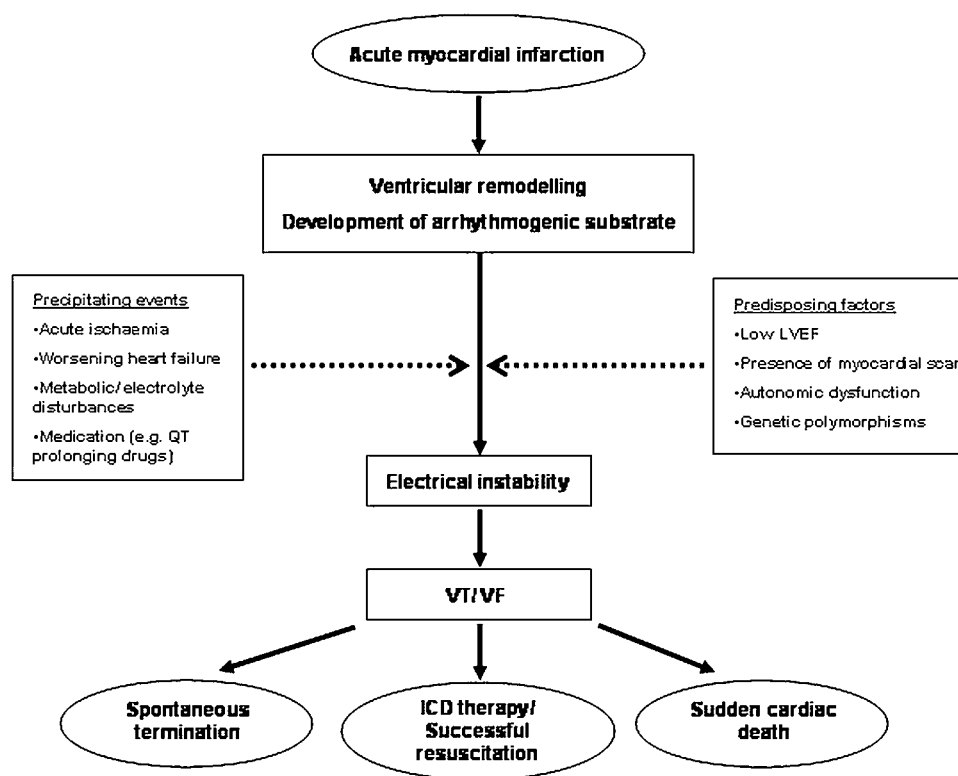 Acute myocardial infarction
Ventricular remodelling
Development of arrhythmogenic substrate
Precipitating events
•Acute ischaemia
•Worsening heart failure
•Metabolic/electrolyte
disturbances
•Medication (e.g. QT
prolonging drugs)
Predisposing factors
•Low LVEF
•Presence of myocardial scar
•Autonomic dysfunction
•Genetic polymorphisms
Electrical instability
VT/VF
Spontaneous
termination
ICD therapy/
Successful
resuscitation
Sudden cardiac
death